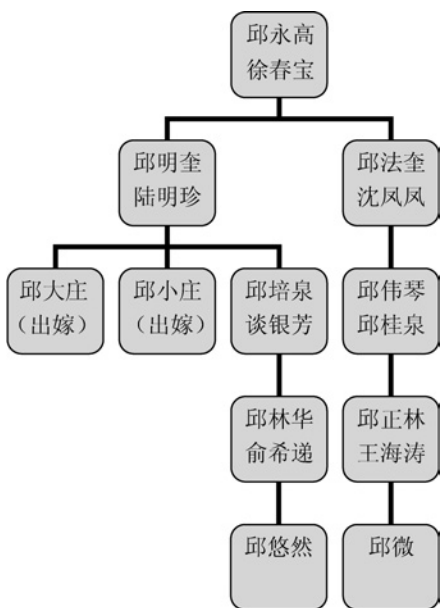 邱永高
徐春宝
邱明奎
陆明珍
邱法奎
沈凤凤
邱大庄
（出嫁）
邱小庄
（出嫁）
邱培泉
谈银芳
邱伟琴
邱桂泉
邱林华
俞希递
邱正林
王海涛
邱悠然
邱微